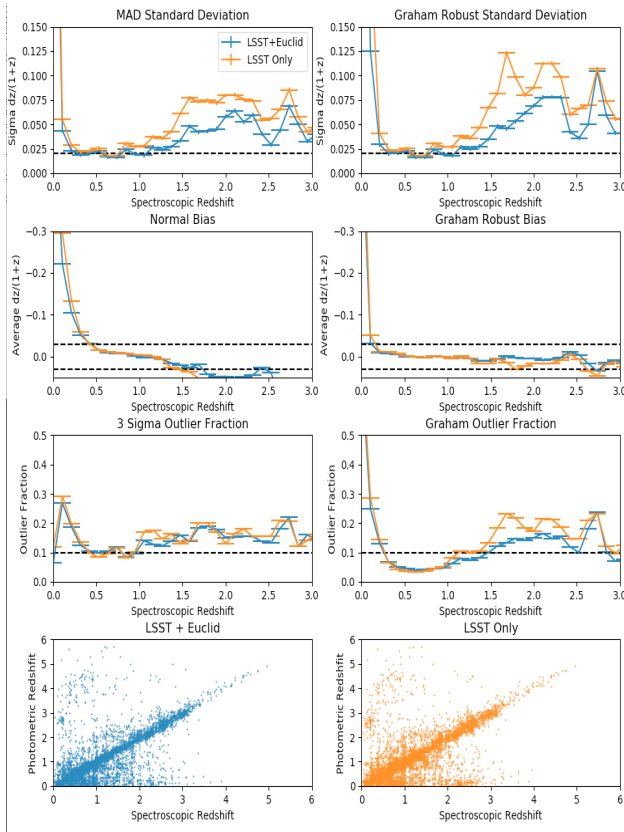 MAD Standard Deviation
Graham Robust Standard Deviation
Sigma dz/(1+z)
0.150
0.125
0.100
0.075
0.050
0.025
0.000
LSST+Euclid
LSST Only
0.0 0.5 1.0 1.5 2.0 2.5 3.0
Spectroscopic Redshift
Sigma dz/(1+z)
0.150
0.125
0.100
0.075
0.050
0.025
0.000
0.0 0.5 1.0 1.5 2.0 2.5 3.0
Spectroscopic Redshift
Normal Bias
Graham Robust Bias
Average dz/(1+z)
−0.3
−0.2
−0.1
0.0
0.0 0.5 1.0 1.5 2.0 2.5 3.0
Spectroscopic Redshift
Average dz/(1+z)
−0.3
−0.2
−0.1
0.0
0.0 0.5 1.0 1.5 2.0 2.5 3.0
Spectroscopic Redshift
3 Sigma Outlier Fraction
Graham Outlier Fraction
Outlier Fraction
0.5
0.4
0.3
0.2
0.1
0.0
0.0 0.5 1.0 1.5 2.0 2.5 3.0
Spectroscopic Redshift
Outlier Fraction
0.5
0.4
0.3
0.2
0.1
0.0
0.0 0.5 1.0 1.5 2.0 2.5 3.0
Spectroscopic Redshift
LSST + Euclid
LSST Only
Photometric Redshfit
6
5
4
3
2
1
0
0 1 2 3 4 5 6
Spectroscopic Redshift
Photometric Redshfit
6
5
4
3
2
1
0
0 1 2 3 4 5 6
Spectroscopic Redshift